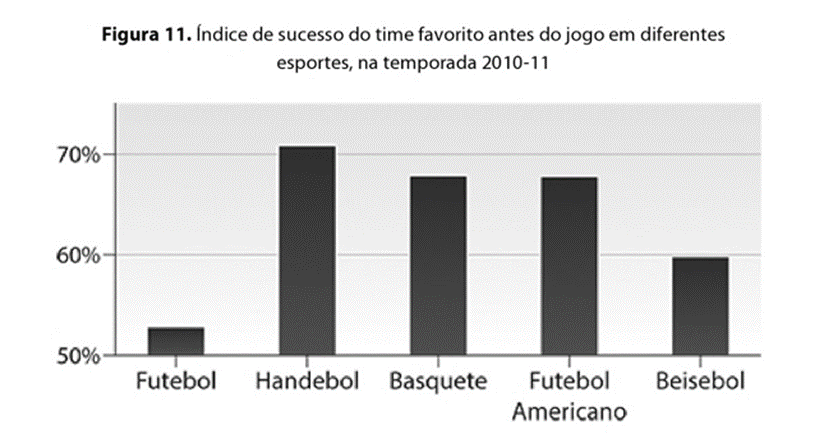 Figura 11. Índice de sucesso do time favorito antes do jogo em diferentes
esportes, na temporada 2010-11
70%
60%
50%
Futebol Handebol Basquete Futebol Beisebol
Americano